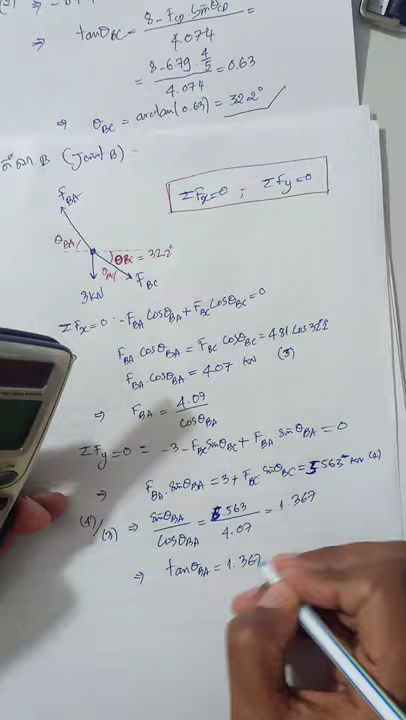 ⇒ tanθBC = 8 - FCD sinθCD / 4.074 =
= 8 - 6.79 · 4/5 / 4.074 = 0.63
⇒ θBC = arctan(0.63) = 32.2°
B (Joint B) -
ΣFx=0 ; ΣFy=0
FBA
θBA
θBC = 32.2°
3KN
FBC
ΣFx=0 : -FBA cosθBA + FBC cosθBC = 0
FBA cosθBA = FBC cosθBC = 4.81 cos 32.2
FBA cosθBA = 4.07 KN (3)
⇒ FBA = 4.07 / cosθBA
ΣFy=0 = -3 - FBC sinθBC + FBA sinθBA = 0
⇒ FBA · sinθBA = 3 + FBC sinθBC = 5.563 KN (4)
(4)/(3) ⇒ sinθBA / cosθBA = 5.563 / 4.07 = 1.367
⇒ tanθBA = 1.367